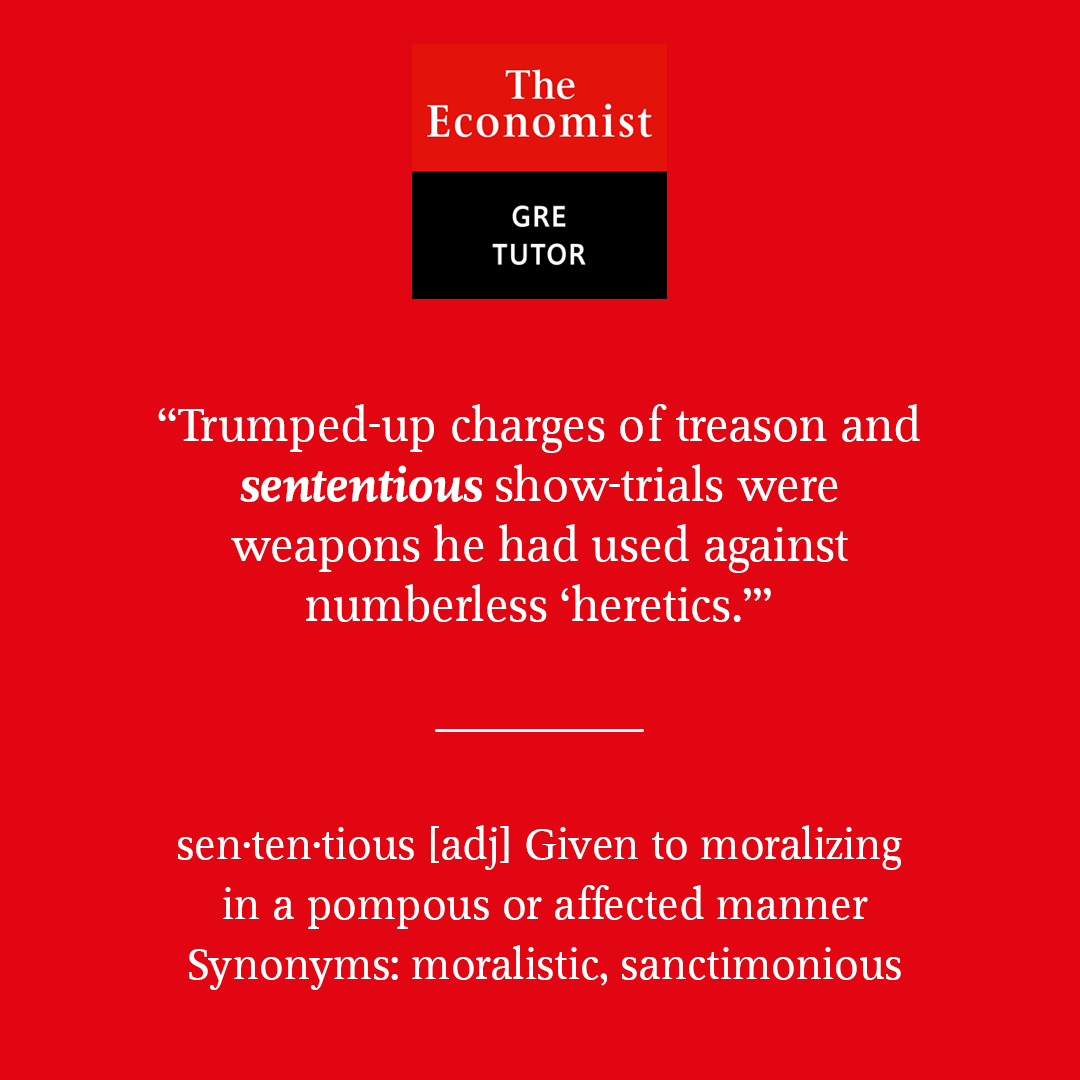 The
Economist
GRE
TUTOR
“Trumped-up charges of treason and
sententious show-trials were
weapons he had used against
numberless ‘heretics.’”
sen·ten·tious [adj] Given to moralizing
in a pompous or affected manner
Synonyms: moralistic, sanctimonious